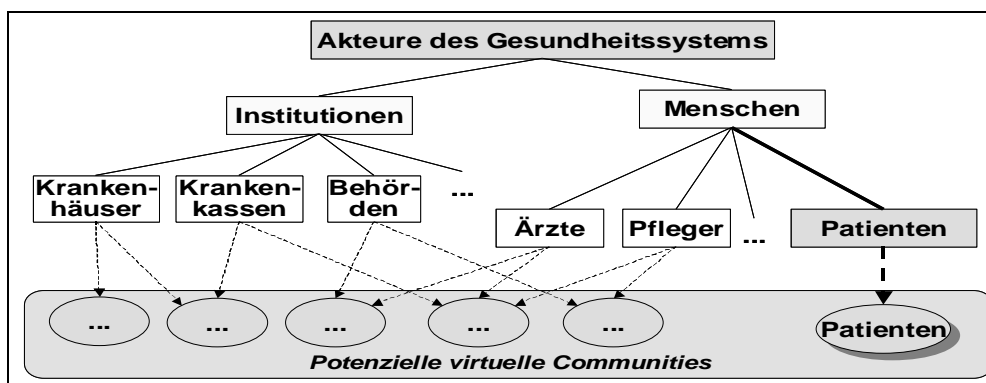 Akteure des Gesundheitssystems
Institutionen
Menschen
Kranken-
häuser
Kranken-
kassen
Behör-
den
...
Ärzte
Pfleger
...
Patienten
...
...
...
...
...
Patienten
Potenzielle virtuelle Communities